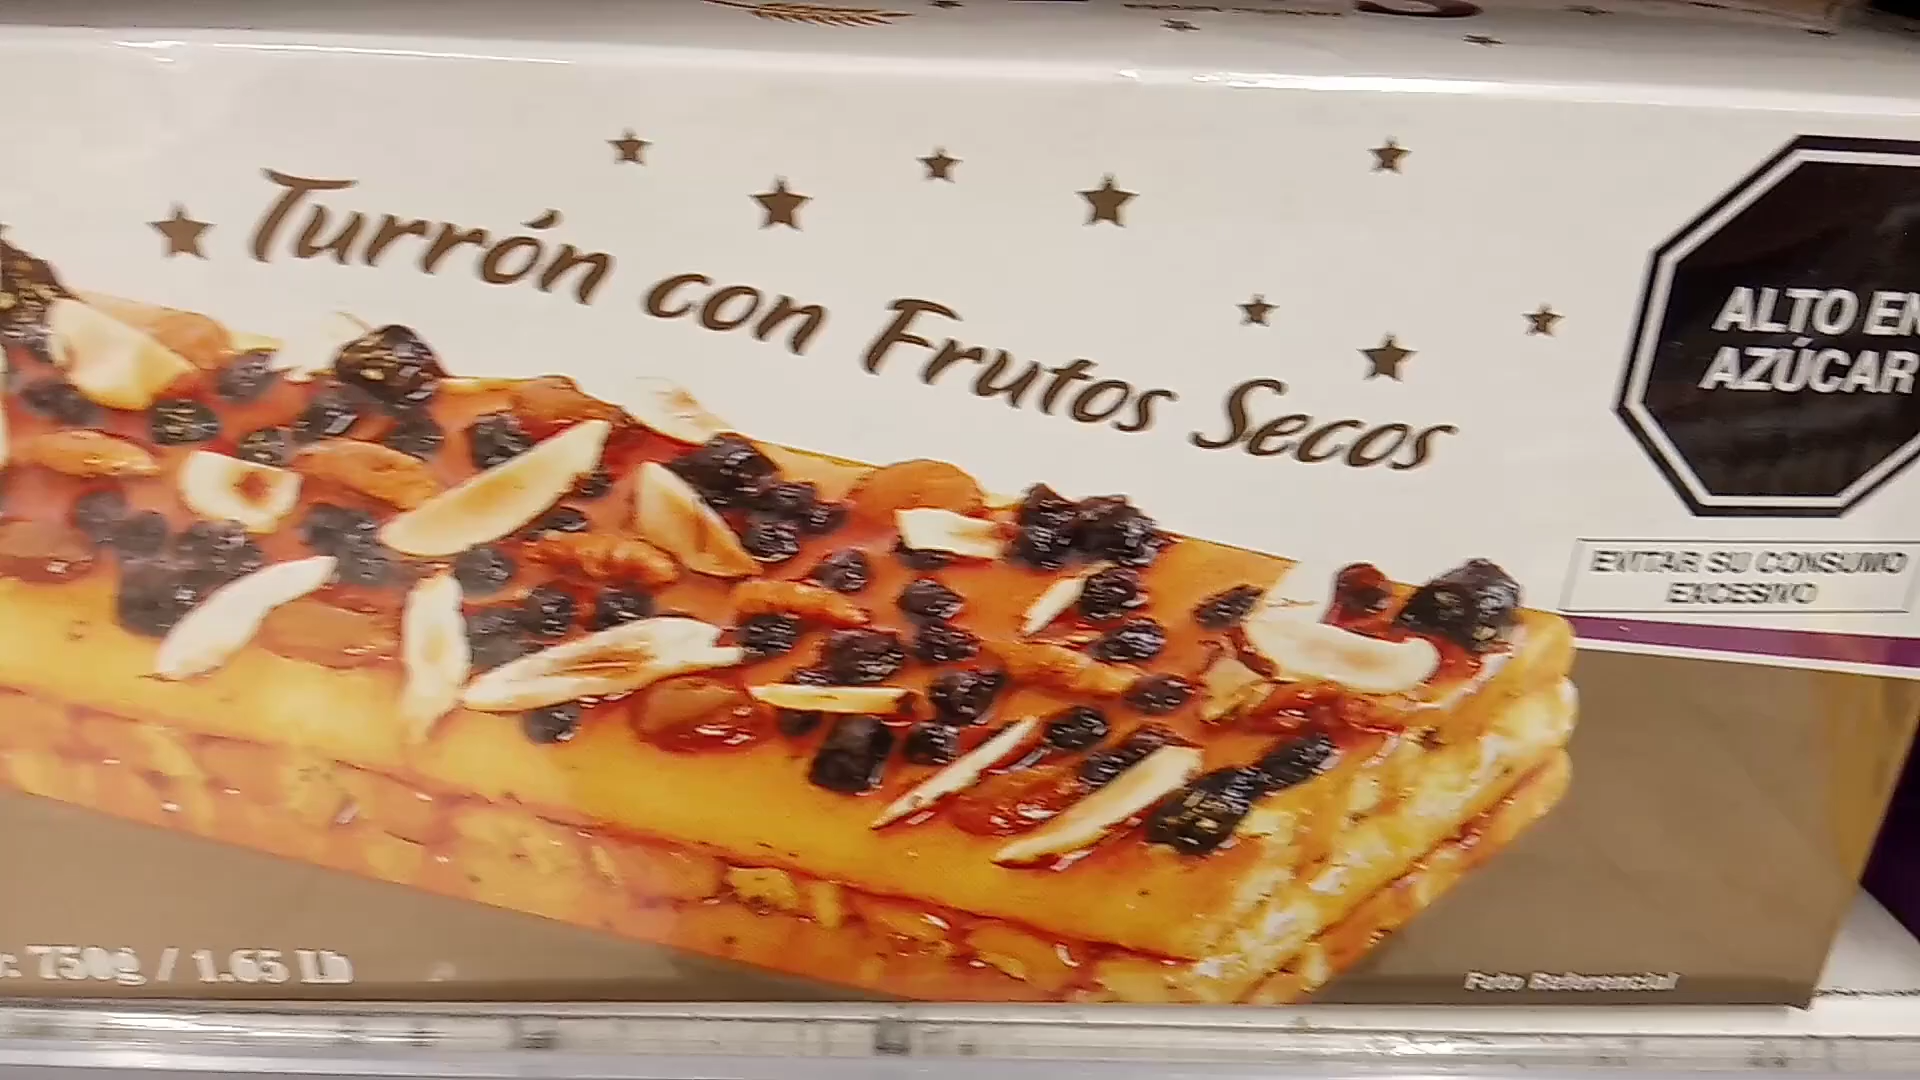 Turrón con Frutos Secos
ALTO EN
AZÚCAR
EVITAR SU CONSUMO
EXCESIVO
: 750g / 1.65 Lb
Foto Referencial